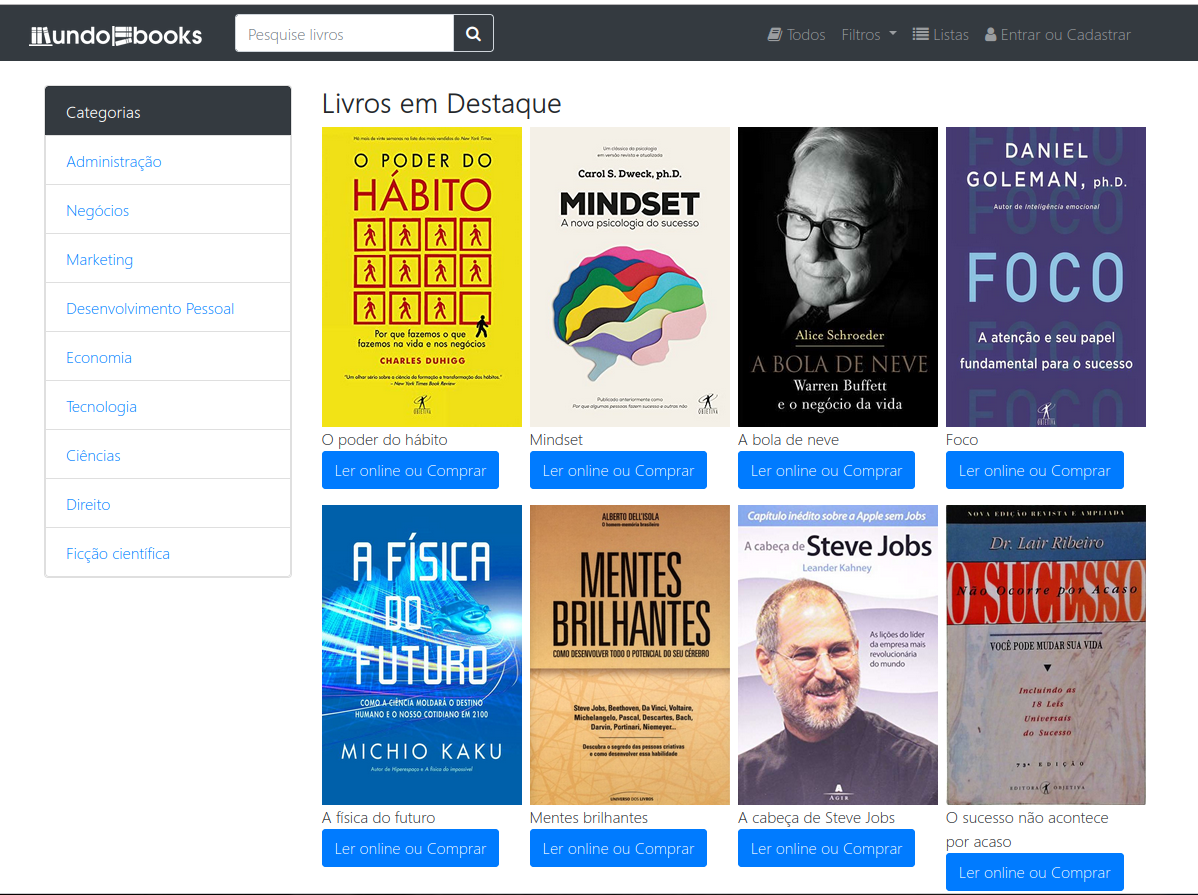 Mundo books
Pesquise livros
Todos
Filtros
Listas
Entrar ou Cadastrar
Categorias
Administração
Negócios
Marketing
Desenvolvimento Pessoal
Economia
Tecnologia
Ciências
Direito
Ficção científica
Livros em Destaque
Há mais de vinte semanas na lista dos mais vendidos do New York Times
O PODER DO
HÁBITO
Por que fazemos o que
fazemos na vida e nos negócios
CHARLES DUHIGG
"Um olhar sério sobre a ciência da formação e transformação dos hábitos."
– New York Times Book Review
OBJETIVA
O poder do hábito
Ler online ou Comprar
Um clássico da psicologia
em versão revista e atualizada
Carol S. Dweck, ph.D.
MINDSET
A nova psicologia do sucesso
Publicado anteriormente como
Por que algumas pessoas fazem sucesso e outras não
OBJETIVA
Mindset
Ler online ou Comprar
Alice Schroeder
A BOLA DE NEVE
Warren Buffett
e o negócio da vida
A bola de neve
Ler online ou Comprar
DANIEL
GOLEMAN, ph.D.
Autor de Inteligência emocional
FOCO
A atenção e seu papel
fundamental para o sucesso
OBJETIVA
Foco
Ler online ou Comprar
A FÍSICA
DO
FUTURO
COMO A CIÊNCIA MOLDARÁ O DESTINO
HUMANO E O NOSSO COTIDIANO EM 2100
MICHIO KAKU
Autor de Hiperespaço e A física do impossível
A física do futuro
Ler online ou Comprar
ALBERTO DELL'ISOLA
O homem-memória brasileiro
MENTES
BRILHANTES
COMO DESENVOLVER TODO O POTENCIAL DO SEU CÉREBRO
Steve Jobs, Beethoven, Da Vinci, Voltaire,
Michelangelo, Pascal, Descartes, Bach,
Darvin, Portinari, Niemeyer...
Descubra o segredo das pessoas criativas
e como desenvolver essa habilidade
UNIVERSO DOS LIVROS
Mentes brilhantes
Ler online ou Comprar
Capítulo inédito sobre a Apple sem Jobs
A cabeça de Steve Jobs
Leander Kahney
As lições do líder
da empresa mais
revolucionária
do mundo
AGIR
A cabeça de Steve Jobs
Ler online ou Comprar
NOVA EDIÇÃO REVISTA E AMPLIADA
Dr. Lair Ribeiro
O SUCESSO
Não Ocorre por Acaso
VOCÊ PODE MUDAR SUA VIDA
Incluindo as
18 Leis
Universais
do Sucesso
73ª EDIÇÃO
EDITORA OBJETIVA
O sucesso não acontece
por acaso
Ler online ou Comprar